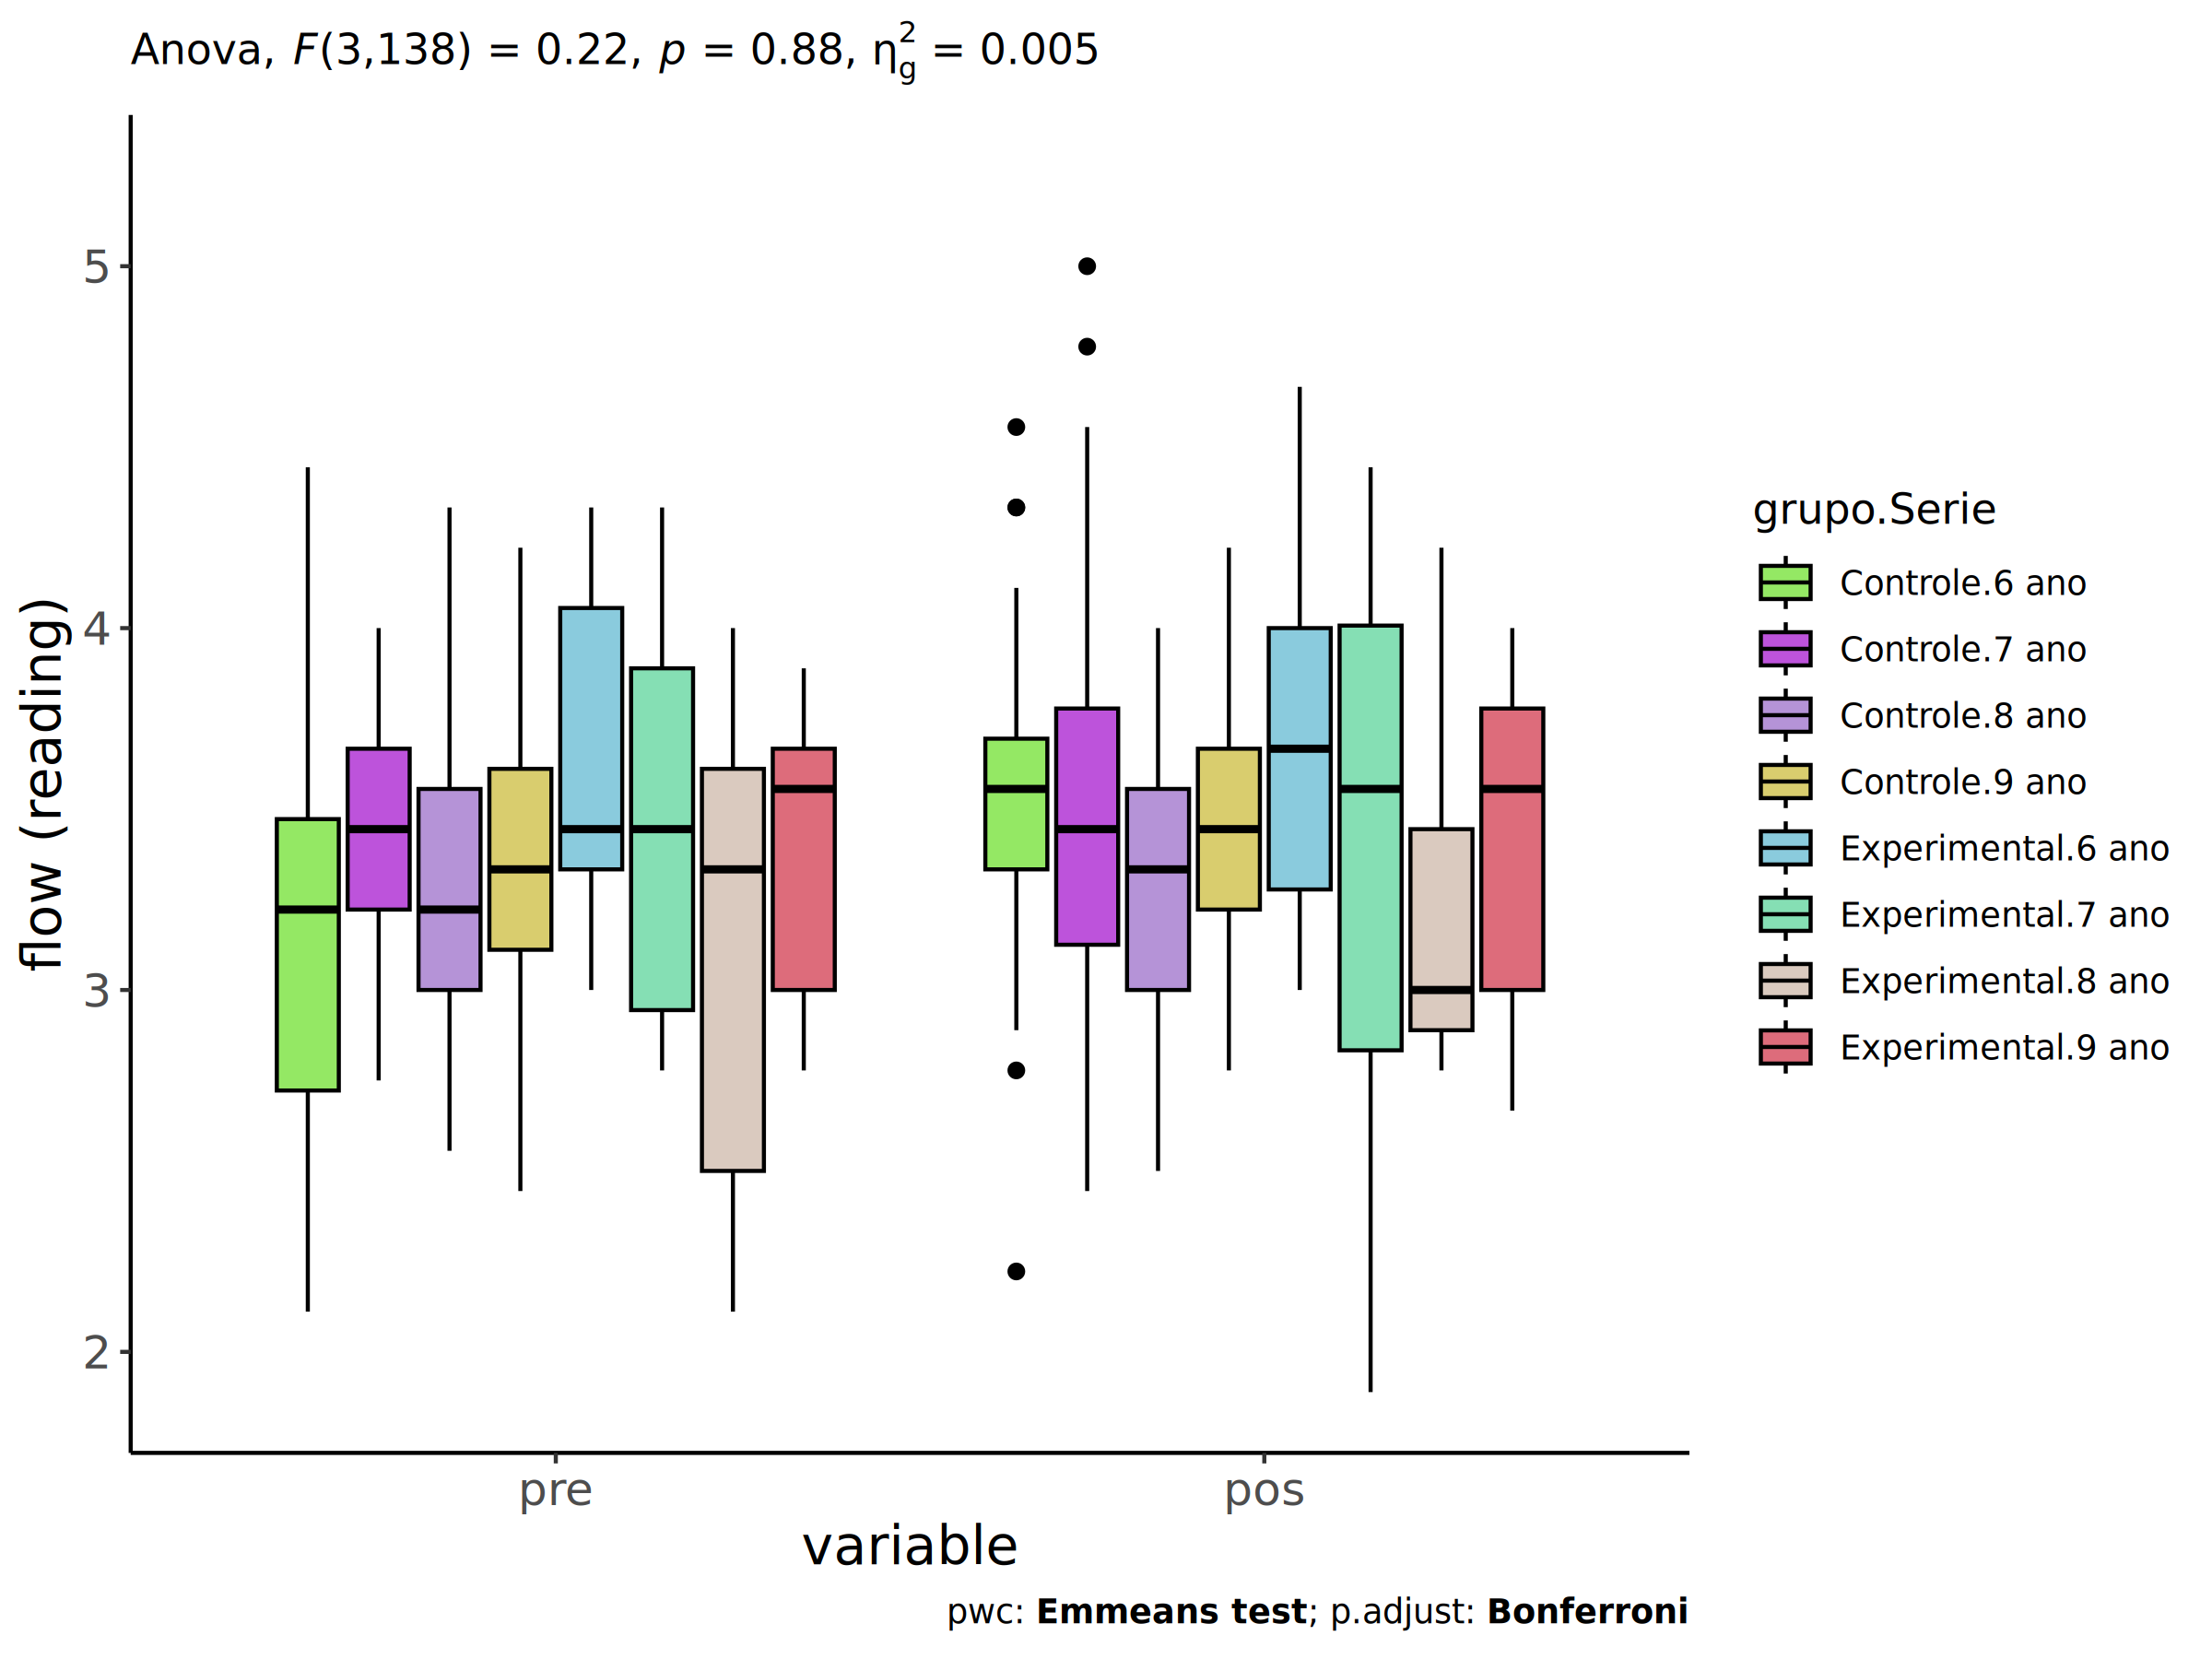 Anova, F(3,138) = 0.22, p = 0.88, η²g = 0.005
flow (reading)
5
4
3
2
pre
pos
variable
grupo.Serie
Controle.6 ano
Controle.7 ano
Controle.8 ano
Controle.9 ano
Experimental.6 ano
Experimental.7 ano
Experimental.8 ano
Experimental.9 ano
pwc: Emmeans test; p.adjust: Bonferroni